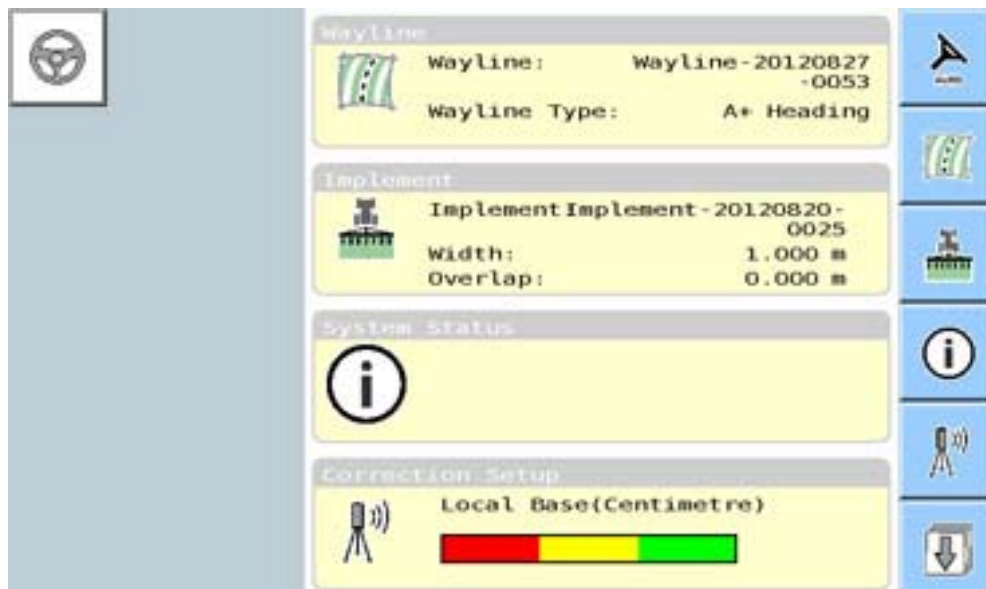 Wayline
Wayline: Wayline-20120827
-0053
Wayline Type: A+ Heading
Implement
Implement Implement-20120820-
0025
Width: 1.000 m
Overlap: 0.000 m
System Status
Correction Setup
Local Base(Centimetre)